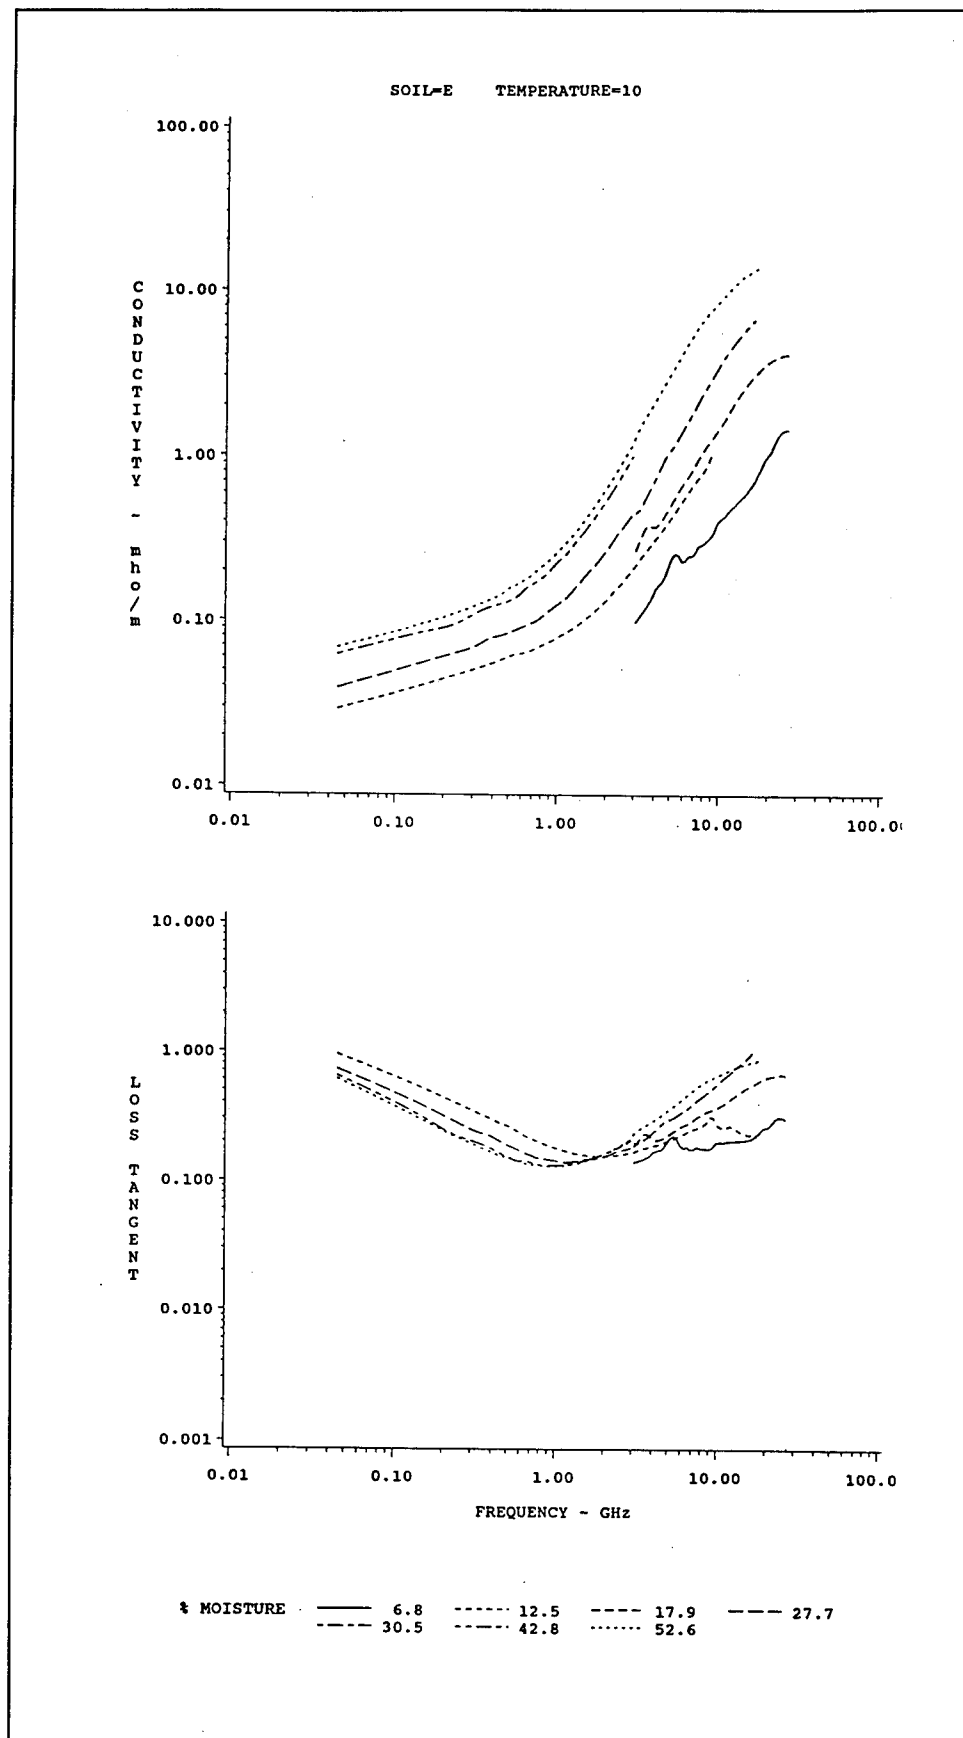 SOIL=E TEMPERATURE=10
100.00
10.00
1.00
0.10
0.01
CONDUCTIVITY - mho/m
0.01 0.10 1.00 10.00 100.0
10.000
1.000
0.100
0.010
0.001
LOSS TANGENT
0.01 0.10 1.00 10.00 100.0
FREQUENCY - GHz
% MOISTURE 6.8 12.5 17.9 27.7
30.5 42.8 52.6